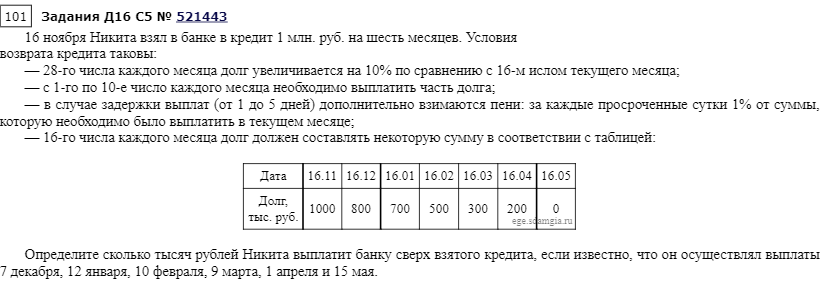 101 Задания Д16 C5 № 521443
16 ноября Никита взял в банке в кредит 1 млн. руб. на шесть месяцев. Условия
возврата кредита таковы:
— 28-го числа каждого месяца долг увеличивается на 10% по сравнению с 16-м ислом текущего месяца;
— с 1-го по 10-е число каждого месяца необходимо выплатить часть долга;
— в случае задержки выплат (от 1 до 5 дней) дополнительно взимаются пени: за каждые просроченные сутки 1% от суммы,
которую необходимо было выплатить в текущем месяце;
— 16-го числа каждого месяца долг должен составлять некоторую сумму в соответствии с таблицей:
Дата 16.11 16.12 16.01 16.02 16.03 16.04 16.05
Долг,
тыс. руб. 1000 800 700 500 300 200 0
ege.sdamgia.ru
Определите сколько тысяч рублей Никита выплатит банку сверх взятого кредита, если известно, что он осуществлял выплаты
7 декабря, 12 января, 10 февраля, 9 марта, 1 апреля и 15 мая.